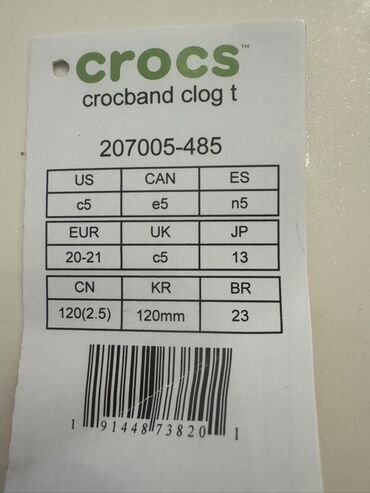 crocs™
crocband clog t
207005-485
US CAN ES
c5 e5 n5
EUR UK JP
20-21 c5 13
CN KR BR
120(2.5) 120mm 23
1 91448 73820 1